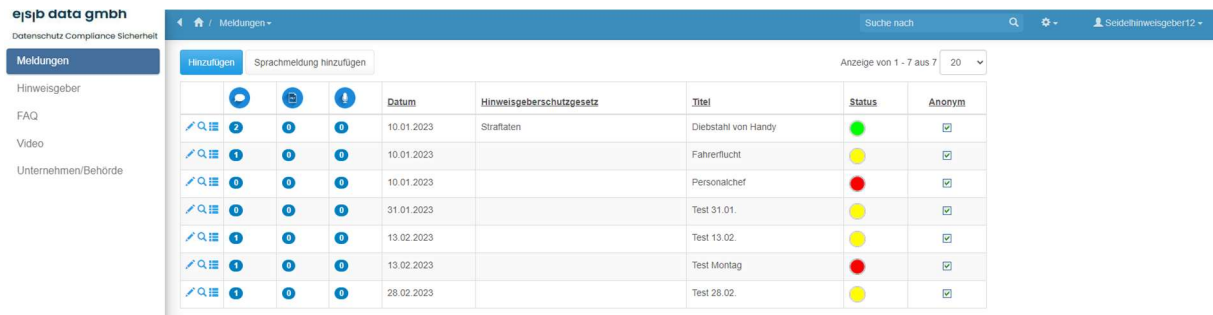 e|s|b data gmbh
Datenschutz Compliance Sicherheit
/ Meldungen
Suche nach
Seidelhinweisgeber12
Meldungen
Hinweisgeber
FAQ
Video
Unternehmen/Behörde
Hinzufügen Sprachmeldung hinzufügen Anzeige von 1 - 7 aus 7 20
Datum Hinweisgeberschutzgesetz Titel Status Anonym
2 0 0 10.01.2023 Straftaten Diebstahl von Handy
1 0 0 10.01.2023 Fahrerflucht
0 0 0 10.01.2023 Personalchef
0 0 0 31.01.2023 Test 31.01.
1 0 0 13.02.2023 Test 13.02.
1 0 0 13.02.2023 Test Montag
1 0 0 28.02.2023 Test 28.02.